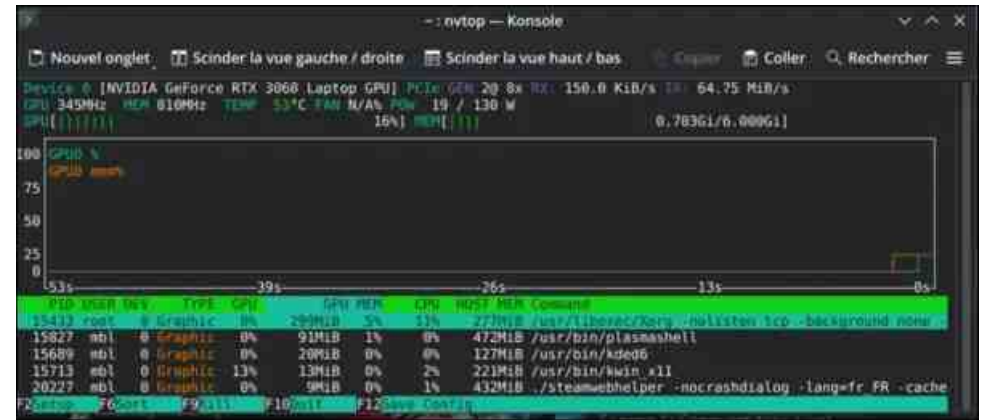 ~ : nvtop — Konsole
Nouvel onglet Scinder la vue gauche / droite Scinder la vue haut / bas Copier Coller Rechercher
Device 0 [NVIDIA GeForce RTX 3060 Laptop GPU] PCIe GEN 2@ 8x RX: 150.0 KiB/s TX: 64.75 MiB/s
GPU 345MHz MEM 810MHz TEMP 53°C FAN N/A% POW 19 / 130 W
GPU[||||||| 16%] MEM[|||| 0.783Gi/6.000Gi]
100 GPU0 %
GPU0 mem%
75
50
25
0
53s 39s 26s 13s 0s
PID USER DEV TYPE GPU GPU MEM CPU HOST MEM Command
15433 root 0 Graphic 0% 299MiB 5% 11% 277MiB /usr/libexec/Xorg -nolisten tcp -background none
15827 mbl 0 Graphic 0% 91MiB 1% 0% 472MiB /usr/bin/plasmashell
15689 mbl 0 Graphic 0% 20MiB 0% 0% 127MiB /usr/bin/kded6
15713 mbl 0 Graphic 13% 13MiB 0% 2% 221MiB /usr/bin/kwin_x11
20227 mbl 0 Graphic 0% 9MiB 0% 1% 432MiB ./steamwebhelper -nocrashdialog -lang=fr_FR -cache
F2Setup F6Sort F9Kill F10Quit F12Save Config